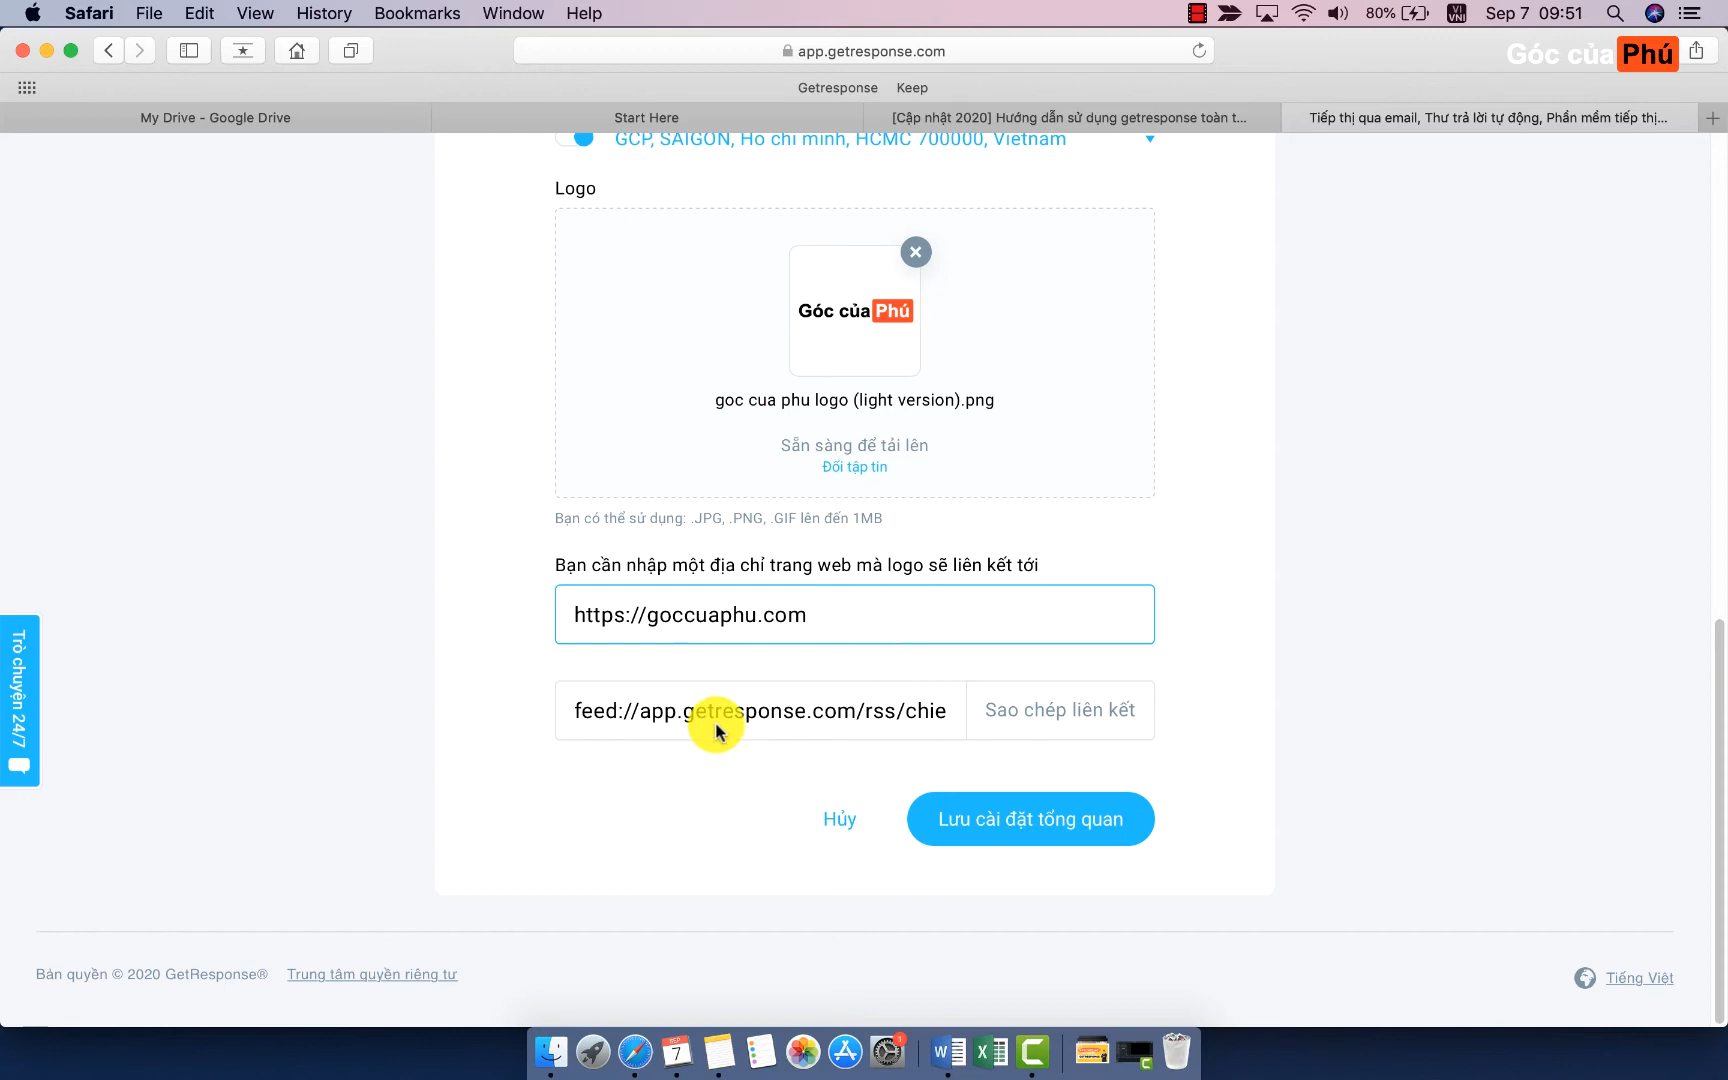 Safari File Edit View History Bookmarks Window Help 80% VI VNI Sep 7 09:51
app.getresponse.com
Góc của Phú
Getresponse Keep
My Drive - Google Drive Start Here [Cập nhật 2020] Hướng dẫn sử dụng getresponse toàn t... Tiếp thị qua email, Thư trả lời tự động, Phần mềm tiếp thị...
GCP, SAIGON, Ho chi minh, HCMC 700000, Vietnam
Logo
Góc của Phú
goc cua phu logo (light version).png
Sẵn sàng để tải lên
Đổi tập tin
Bạn có thể sử dụng: .JPG, .PNG, .GIF lên đến 1MB
Bạn cần nhập một địa chỉ trang web mà logo sẽ liên kết tới
https://goccuaphu.com
feed://app.getresponse.com/rss/chie Sao chép liên kết
Trò chuyện 24/7
Hủy Lưu cài đặt tổng quan
Bản quyền © 2020 GetResponse® Trung tâm quyền riêng tư Tiếng Việt
SEP 7 1